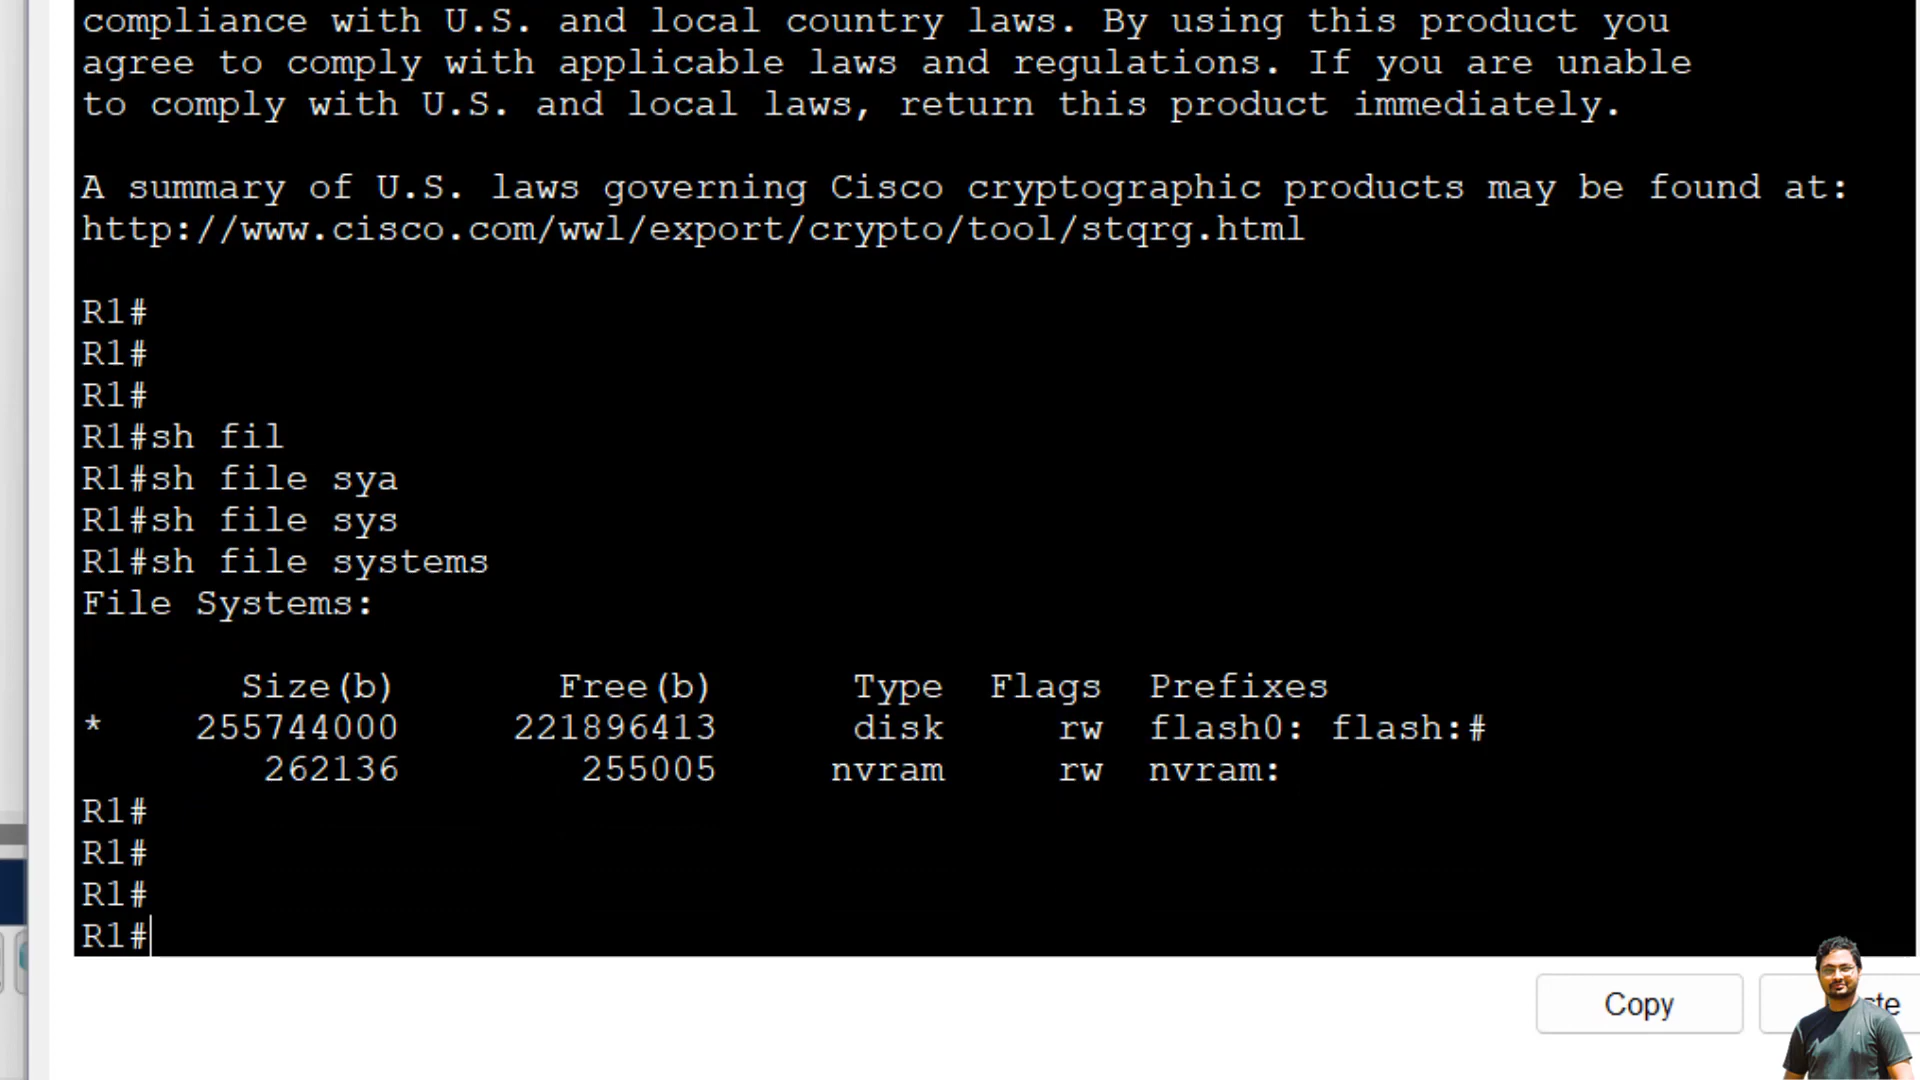 compliance with U.S. and local country laws. By using this product you
agree to comply with applicable laws and regulations. If you are unable
to comply with U.S. and local laws, return this product immediately.
A summary of U.S. laws governing Cisco cryptographic products may be found at:
http://www.cisco.com/wwl/export/crypto/tool/stqrg.html
R1#
R1#
R1#
R1#sh fil
R1#sh file sya
R1#sh file sys
R1#sh file systems
File Systems:
Size(b) Free(b) Type Flags Prefixes
* 255744000 221896413 disk rw flash0: flash:#
262136 255005 nvram rw nvram:
R1#
R1#
R1#
R1#
Copy